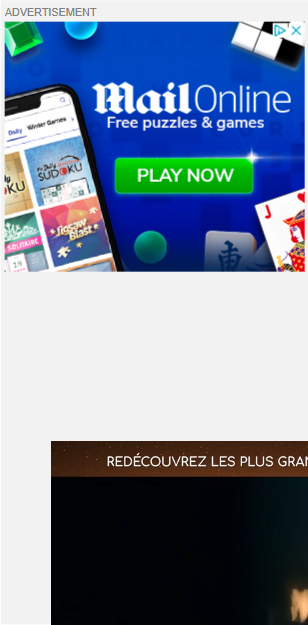 ADVERTISEMENT
Mail Online
Free puzzles & games
PLAY NOW
Daily Winter Games
SUDOKU
SOLITAIRE
Jigsaw
Blast
19
J
REDÉCOUVREZ LES PLUS GRAN